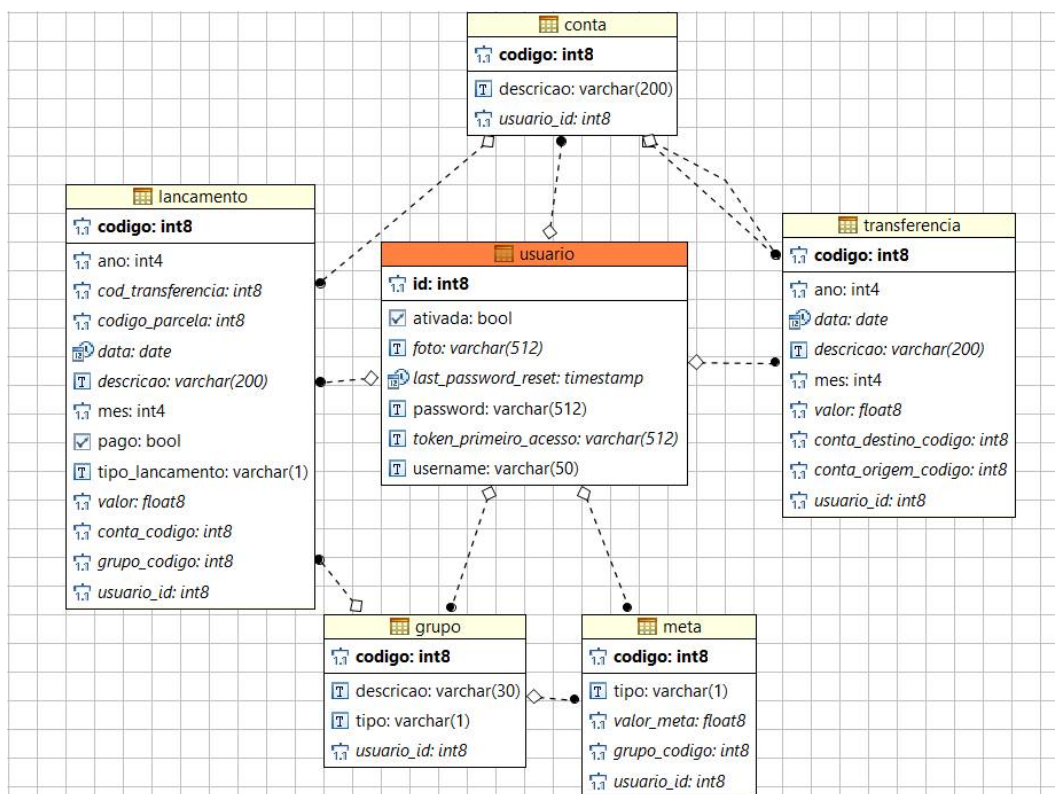 conta
codigo: int8
descricao: varchar(200)
usuario_id: int8
lancamento
codigo: int8
ano: int4
cod_transferencia: int8
codigo_parcela: int8
data: date
descricao: varchar(200)
mes: int4
pago: bool
tipo_lancamento: varchar(1)
valor: float8
conta_codigo: int8
grupo_codigo: int8
usuario_id: int8
usuario
id: int8
ativada: bool
foto: varchar(512)
last_password_reset: timestamp
password: varchar(512)
token_primeiro_acesso: varchar(512)
username: varchar(50)
transferencia
codigo: int8
ano: int4
data: date
descricao: varchar(200)
mes: int4
valor: float8
conta_destino_codigo: int8
conta_origem_codigo: int8
usuario_id: int8
grupo
codigo: int8
descricao: varchar(30)
tipo: varchar(1)
usuario_id: int8
meta
codigo: int8
tipo: varchar(1)
valor_meta: float8
grupo_codigo: int8
usuario_id: int8